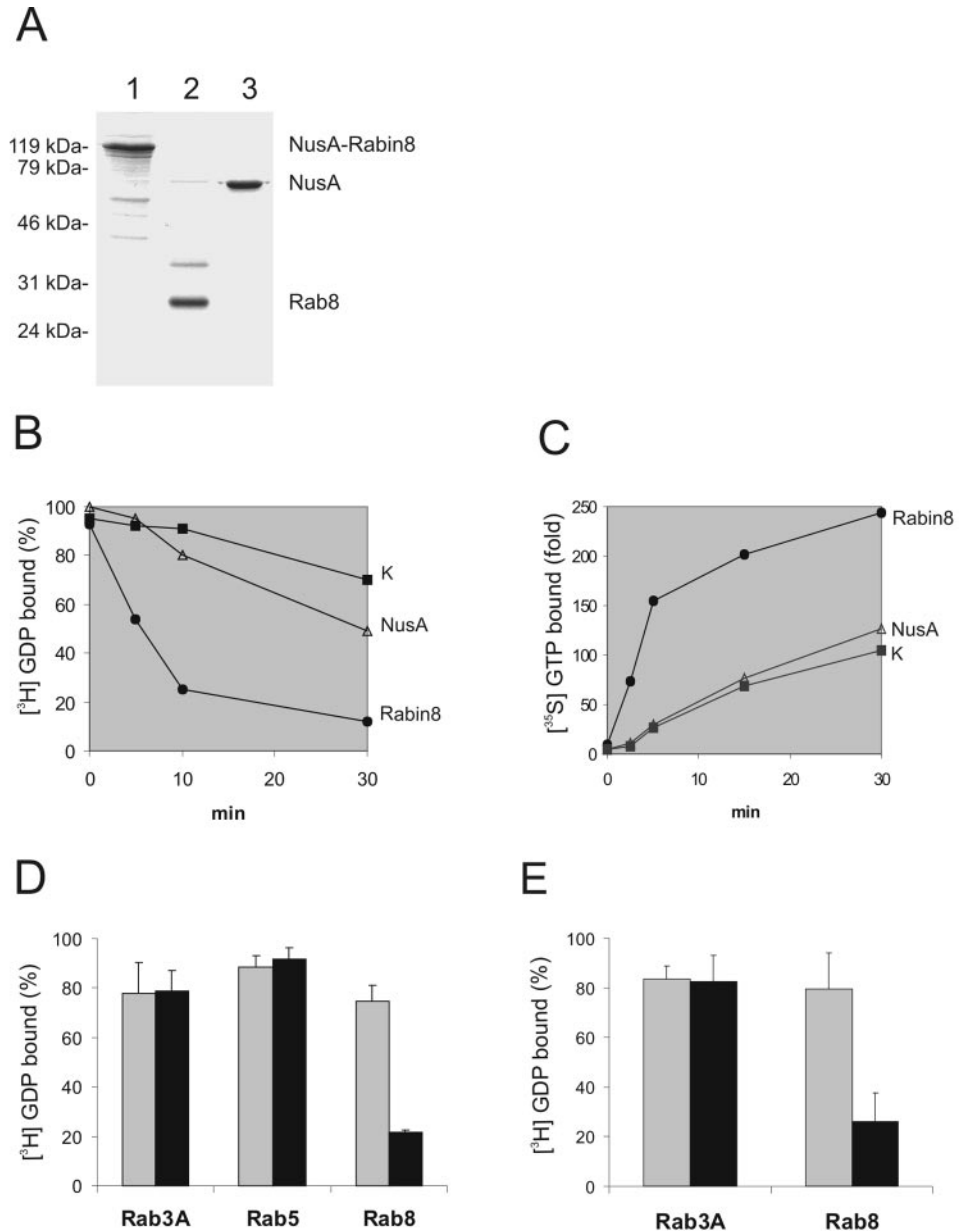 A
1 2 3
119 kDa- NusA-Rabin8
79 kDa- NusA
46 kDa-
31 kDa- Rab8
24 kDa-
B
[³H] GDP bound (%)
100
80
60
40
20
0
K
NusA
Rabin8
0 10 20 30
min
C
[³⁵S] GTP bound (fold)
250
200
150
100
50
0
Rabin8
NusA
K
0 10 20 30
min
D
[³H] GDP bound (%)
100
80
60
40
20
0
Rab3A Rab5 Rab8
E
[³H] GDP bound (%)
100
80
60
40
20
0
Rab3A Rab8